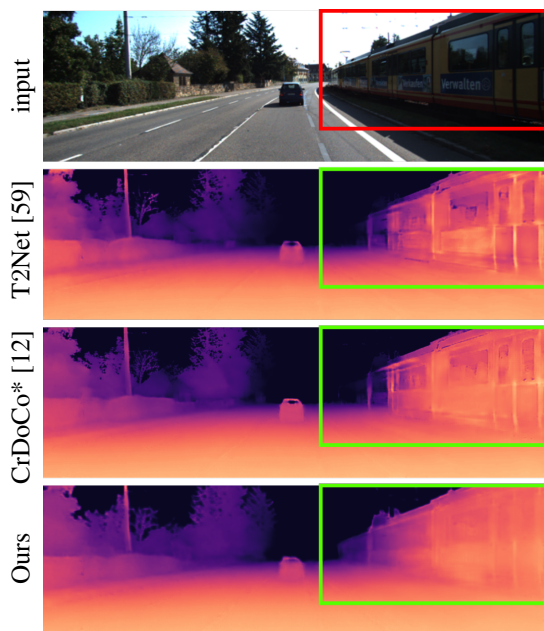 input
Verwalten
T2Net [59]
CrDoCo* [12]
Ours